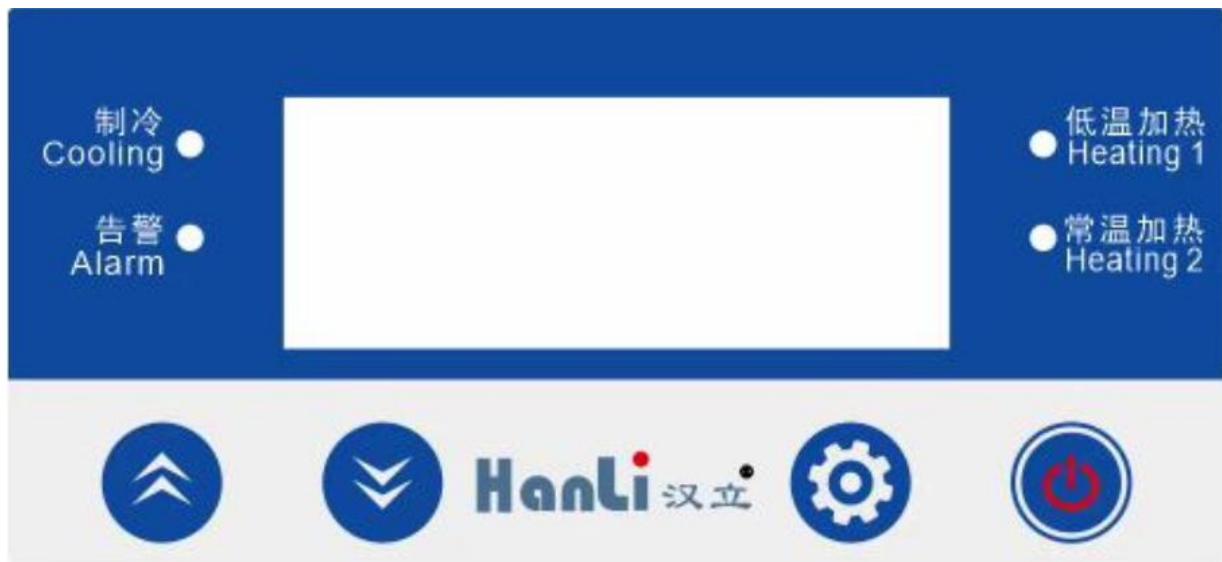 制冷
Cooling
告警
Alarm
低温加热
Heating 1
常温加热
Heating 2
HanLi 汉立